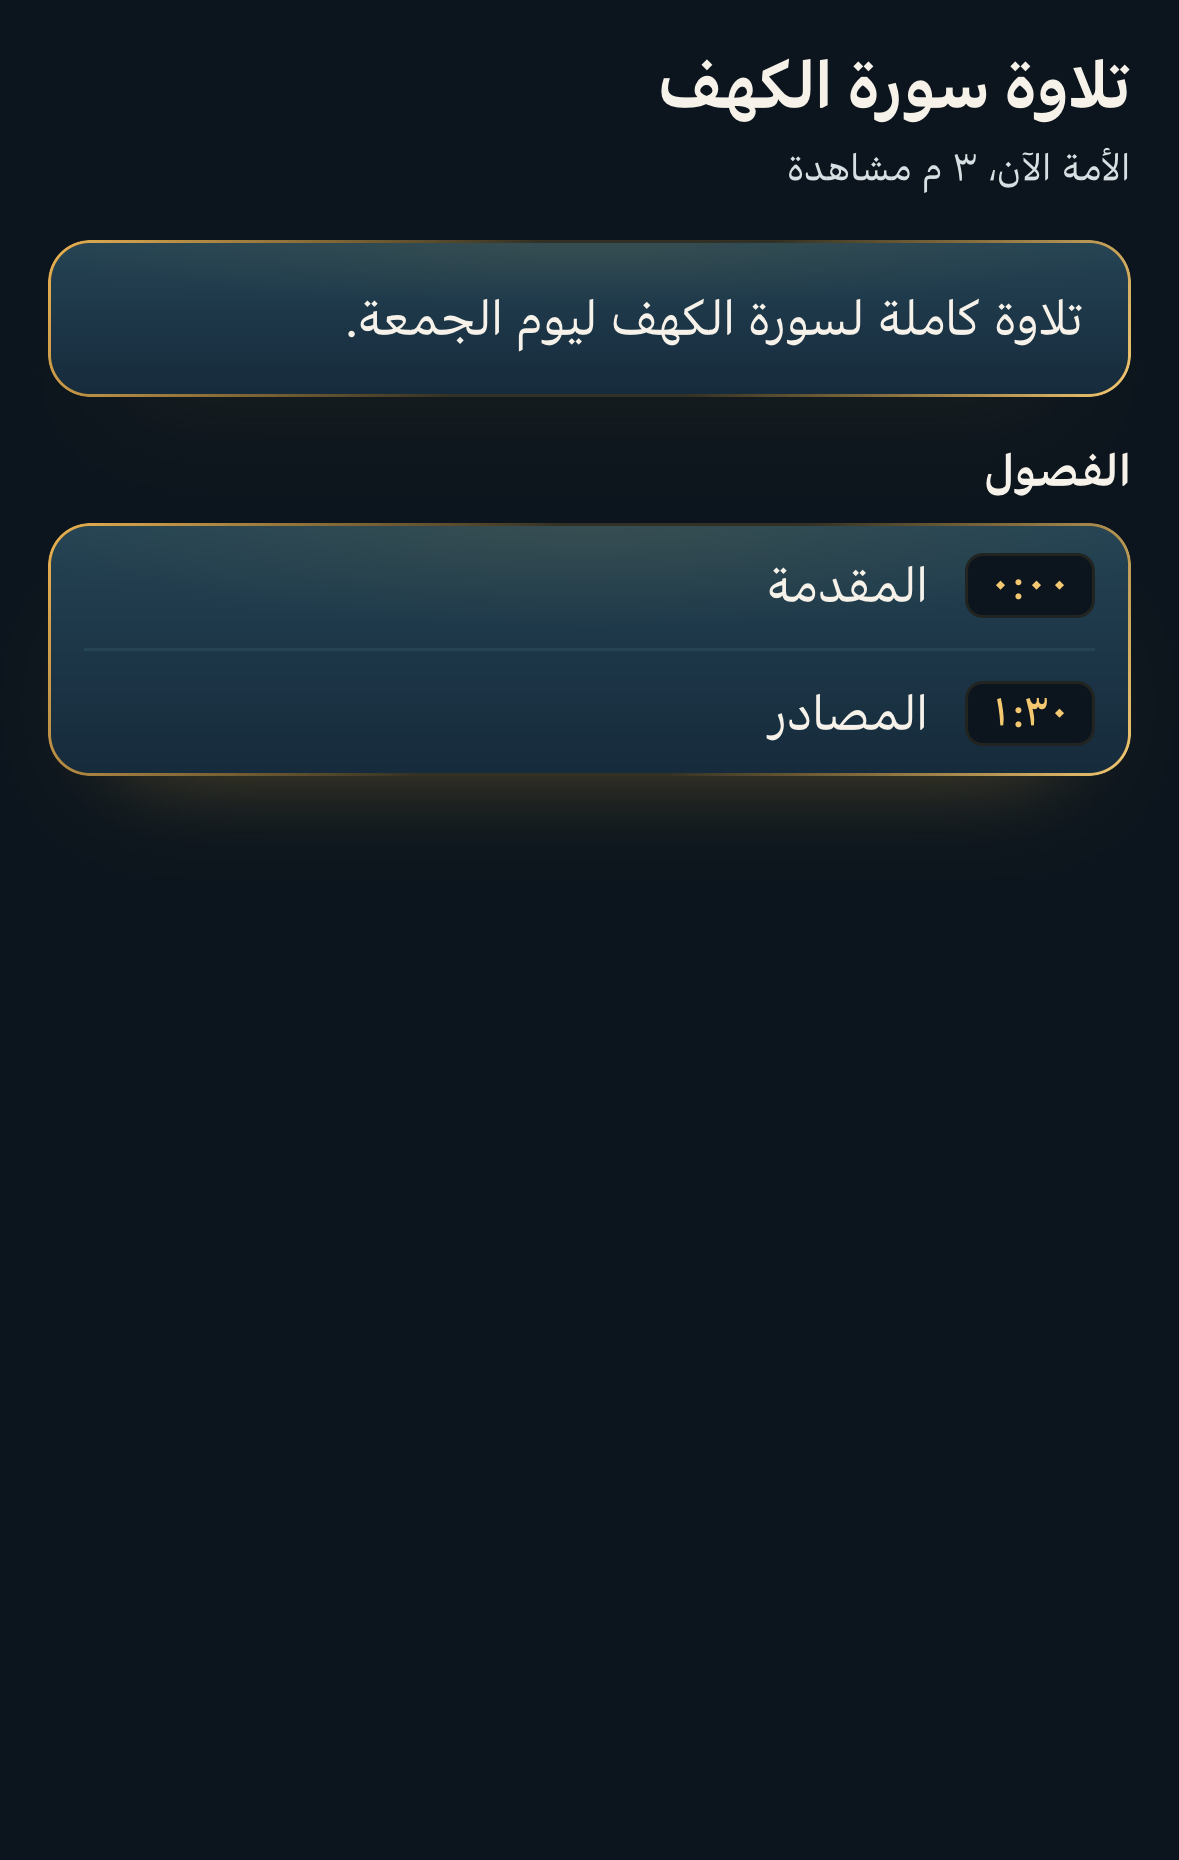 تلاوة سورة الكهف
الأمة الآن، ٣ م مشاهدة
تلاوة كاملة لسورة الكهف ليوم الجمعة.
الفصول
٠:٠٠ المقدمة
١:٣٠ المصادر